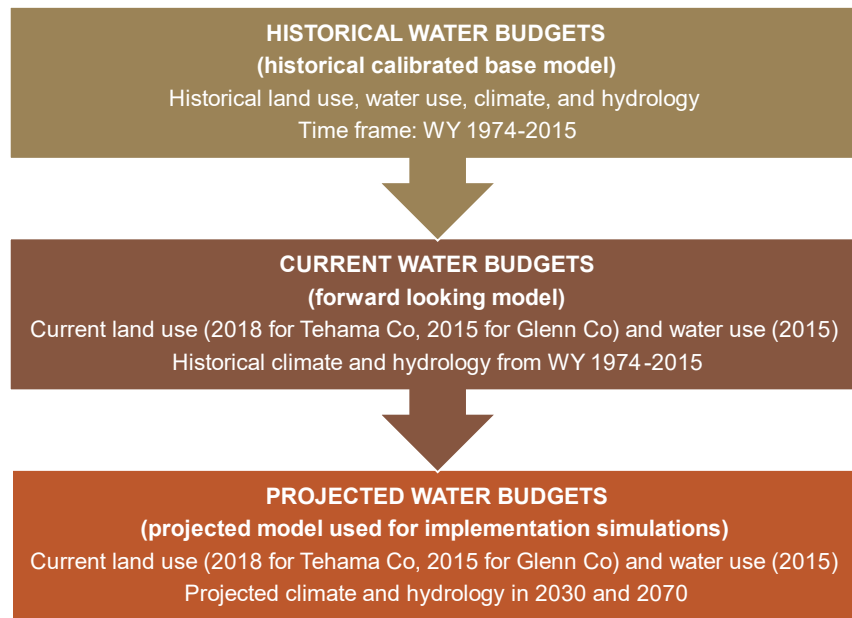 HISTORICAL WATER BUDGETS
(historical calibrated base model)
Historical land use, water use, climate, and hydrology
Time frame: WY 1974-2015
CURRENT WATER BUDGETS
(forward looking model)
Current land use (2018 for Tehama Co, 2015 for Glenn Co) and water use (2015)
Historical climate and hydrology from WY 1974-2015
PROJECTED WATER BUDGETS
(projected model used for implementation simulations)
Current land use (2018 for Tehama Co, 2015 for Glenn Co) and water use (2015)
Projected climate and hydrology in 2030 and 2070